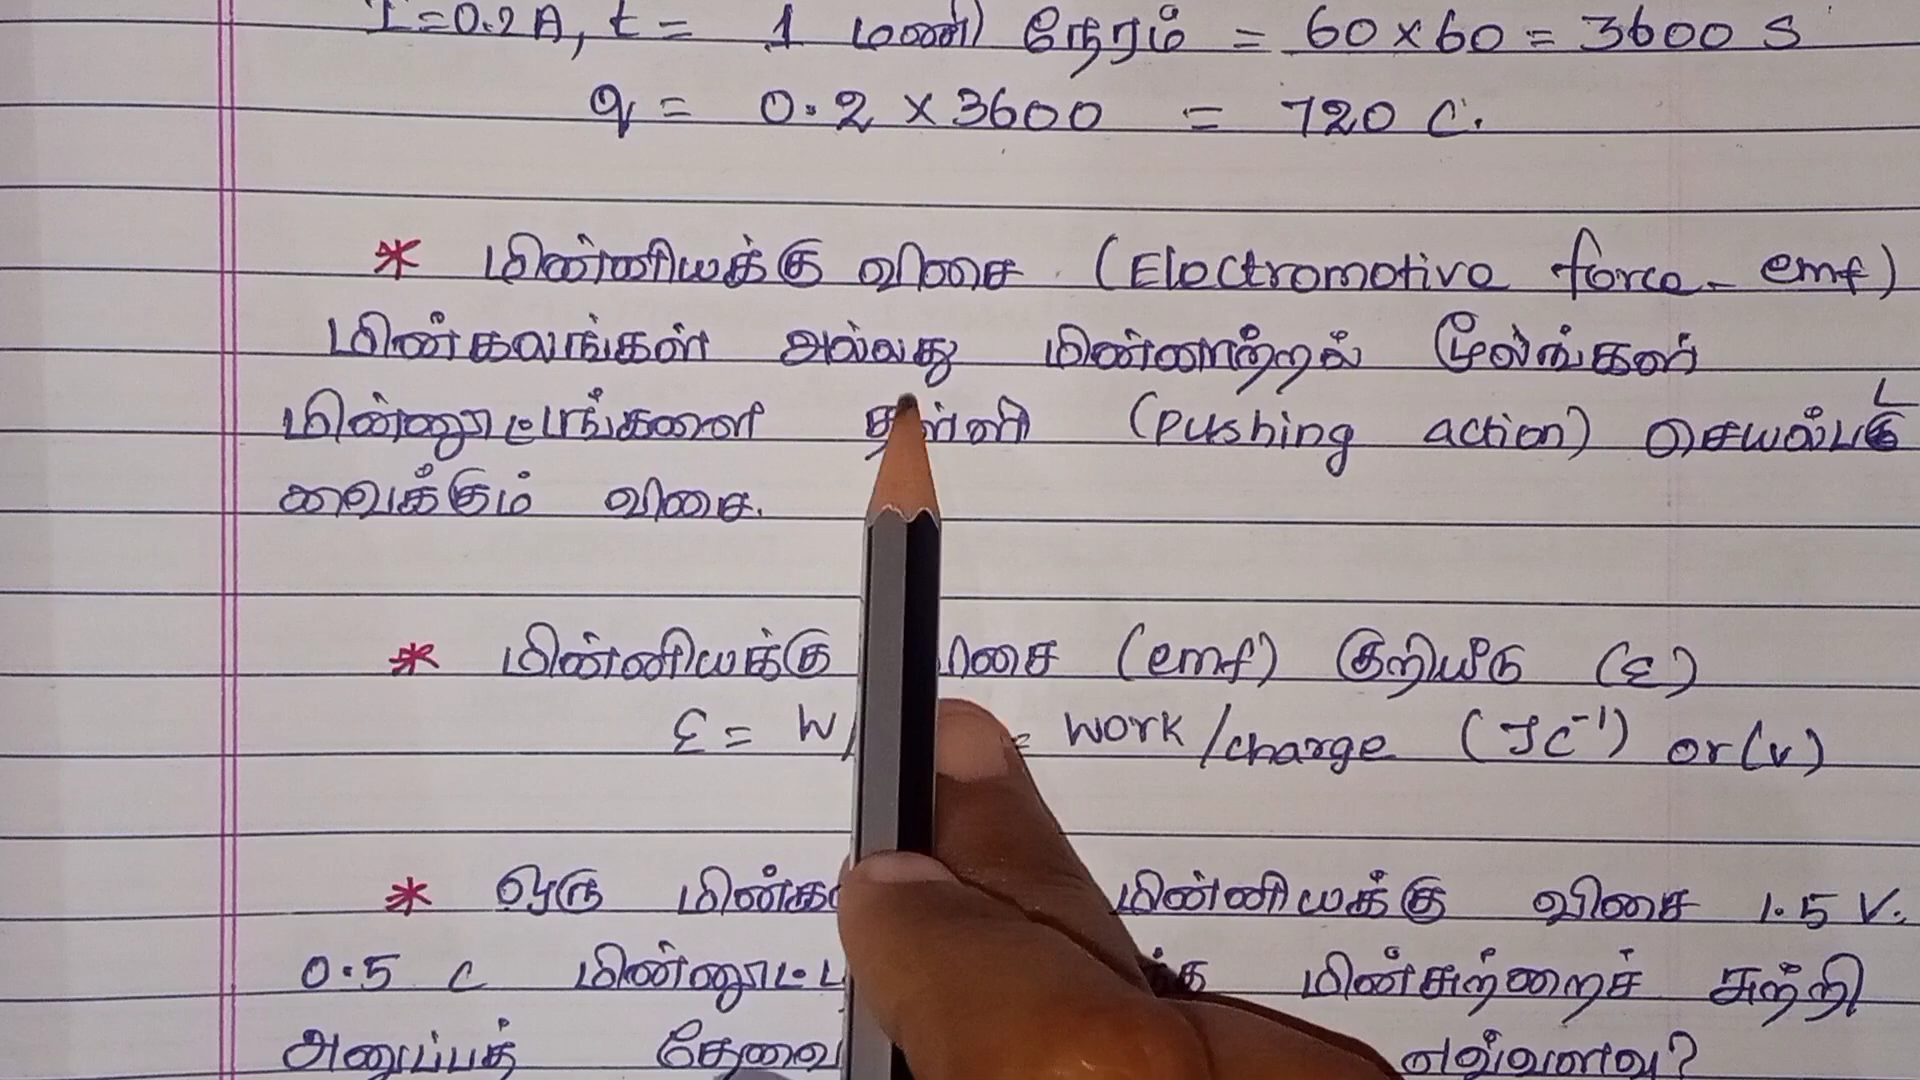 I=0.2A, t = 1 மணி நேரம் = 60×60 = 3600 S
q = 0.2 × 3600 = 720 C.
* மின்னியக்கு விசை (Electromotive force - emf)
மின்கலங்கள் அல்லது மின்னாற்றல் மூலங்கள்
மின்னூட்டங்களை தள்ளி (pushing action) செயல்பட
வைக்கும் விசை.
* மின்னியக்கு விசை (emf) குறியீடு (ε)
ε = W/ = work/charge (JC⁻¹) or (v)
* ஒரு மின்னியக்கு விசை 1.5 V.
0.5 C மின்சுற்றைச் சுற்றி
அனுப்பத் எவ்வளவு?